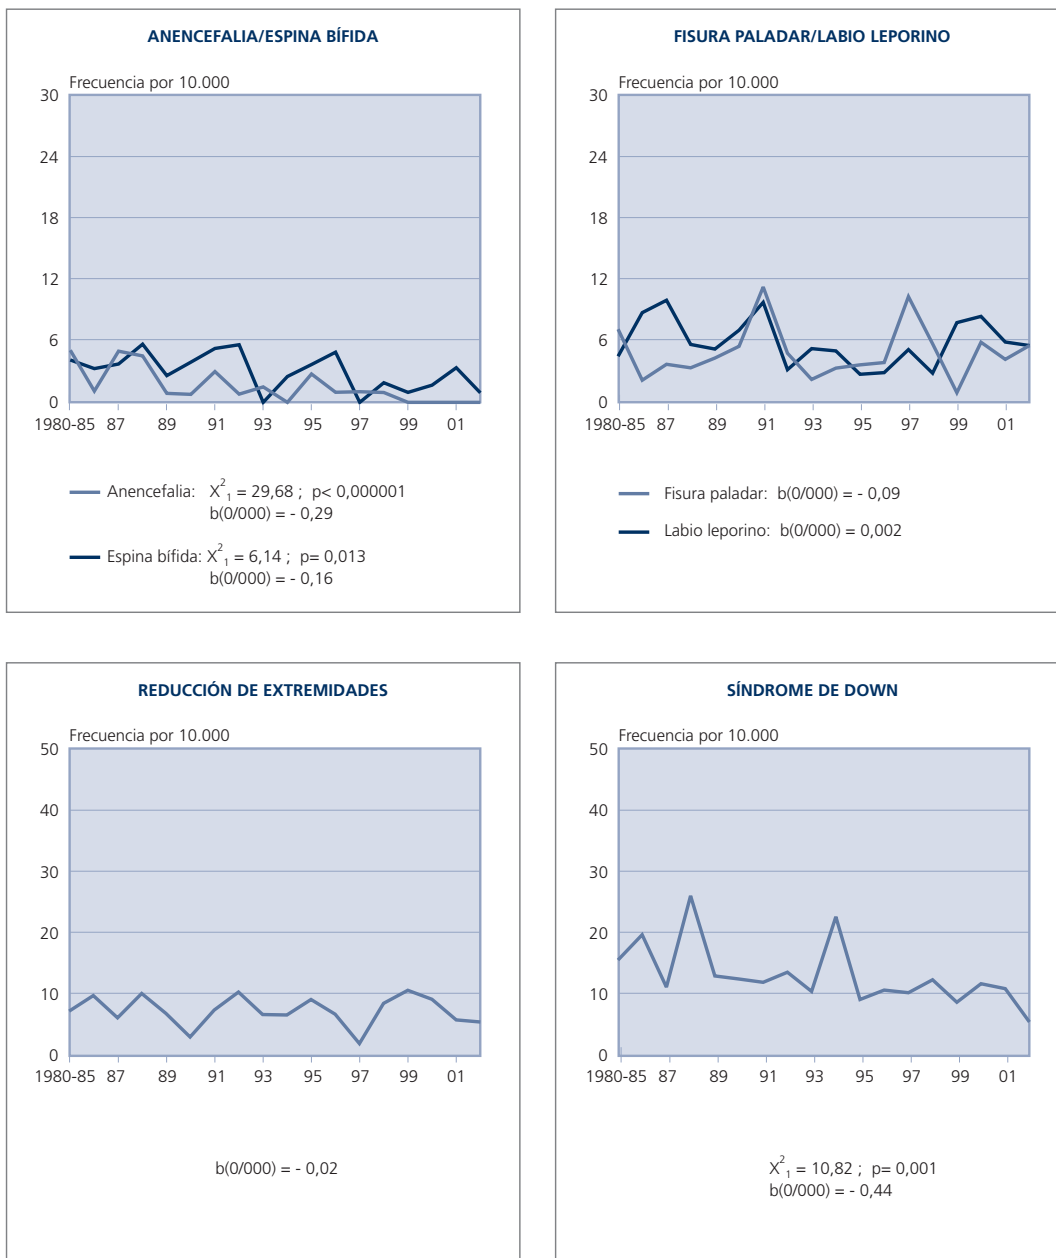 ANENCEFALIA/ESPINA BÍFIDA
Frecuencia por 10.000
30
24
18
12
6
0
1980-85 87 89 91 93 95 97 99 01
Anencefalia: X²₁ = 29,68 ; p< 0,000001
b(0/000) = - 0,29
Espina bífida: X²₁ = 6,14 ; p= 0,013
b(0/000) = - 0,16
FISURA PALADAR/LABIO LEPORINO
Frecuencia por 10.000
30
24
18
12
6
0
1980-85 87 89 91 93 95 97 99 01
Fisura paladar: b(0/000) = - 0,09
Labio leporino: b(0/000) = 0,002
REDUCCIÓN DE EXTREMIDADES
Frecuencia por 10.000
50
40
30
20
10
0
1980-85 87 89 91 93 95 97 99 01
b(0/000) = - 0,02
SÍNDROME DE DOWN
Frecuencia por 10.000
50
40
30
20
10
0
1980-85 87 89 91 93 95 97 99 01
X²₁ = 10,82 ; p= 0,001
b(0/000) = - 0,44